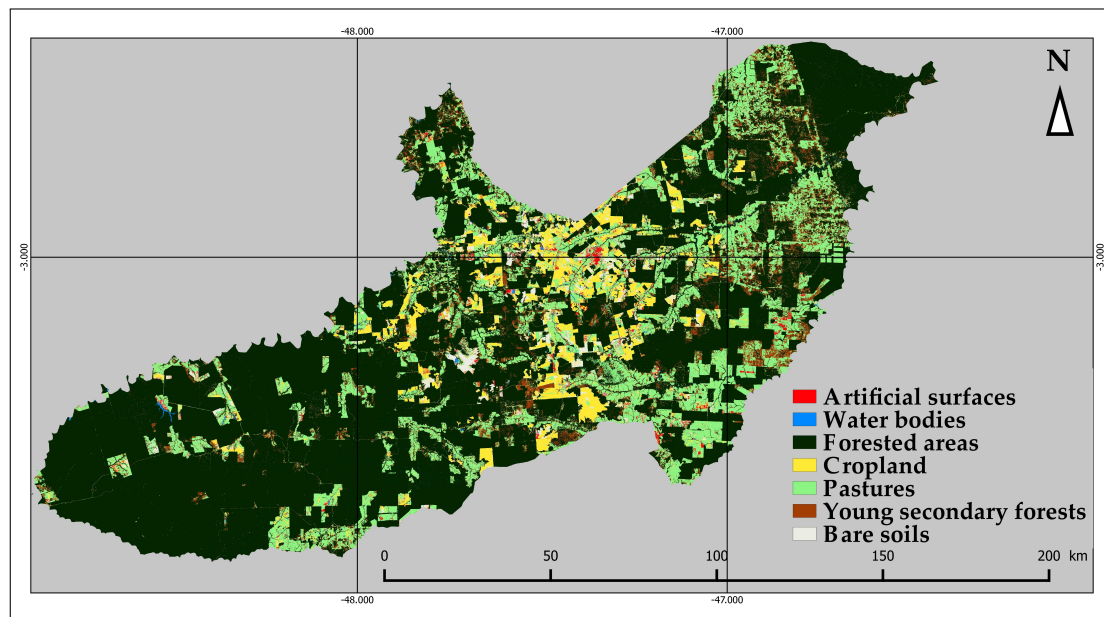 -48.000
-47.000
N
-3.000
-3.000
Artificial surfaces
Water bodies
Forested areas
Cropland
Pastures
Young secondary forests
Bare soils
0 50 100 150 200 km
-48.000
-47.000